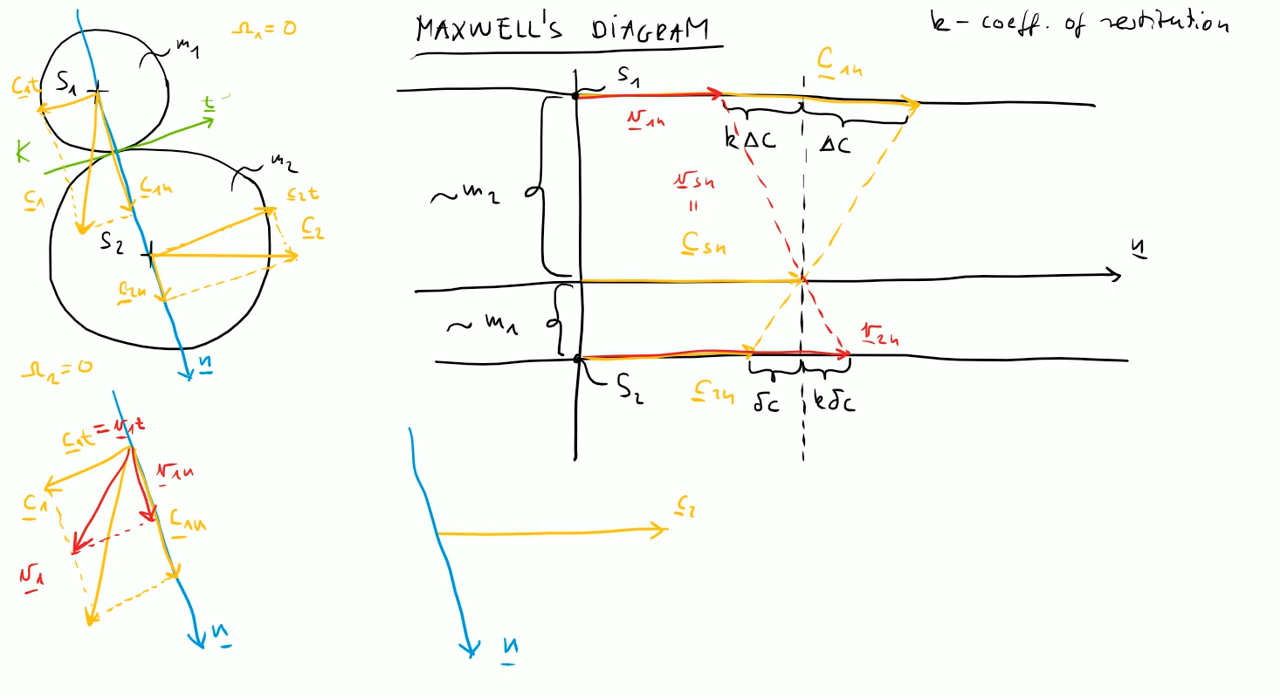 MAXWELL'S DIAGRAM
k - coeff. of restitution
m₁
Ω₁ = 0
S₁
c₁t
t
K
m₂
c₁
c₁n
c₂t
c₂
S₂
c₂n
n
Ω₂ = 0
S₁
c₁n
v₁n
kΔc
Δc
~m₂
vsn
=
csn
n
~m₁
v₂n
S₂
c₂n
δc
kδc
c₁t = v₁t
v₁n
c₁
c₁n
v₁
n
c₂
n